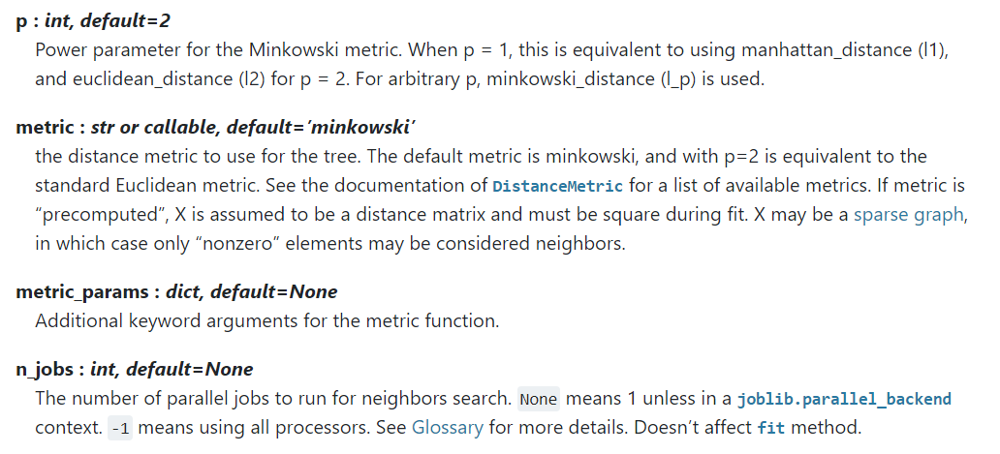 p : int, default=2
Power parameter for the Minkowski metric. When p = 1, this is equivalent to using manhattan_distance (l1),
and euclidean_distance (l2) for p = 2. For arbitrary p, minkowski_distance (l_p) is used.
metric : str or callable, default=’minkowski’
the distance metric to use for the tree. The default metric is minkowski, and with p=2 is equivalent to the
standard Euclidean metric. See the documentation of DistanceMetric for a list of available metrics. If metric is
“precomputed”, X is assumed to be a distance matrix and must be square during fit. X may be a sparse graph,
in which case only “nonzero” elements may be considered neighbors.
metric_params : dict, default=None
Additional keyword arguments for the metric function.
n_jobs : int, default=None
The number of parallel jobs to run for neighbors search. None means 1 unless in a joblib.parallel_backend
context. -1 means using all processors. See Glossary for more details. Doesn’t affect fit method.